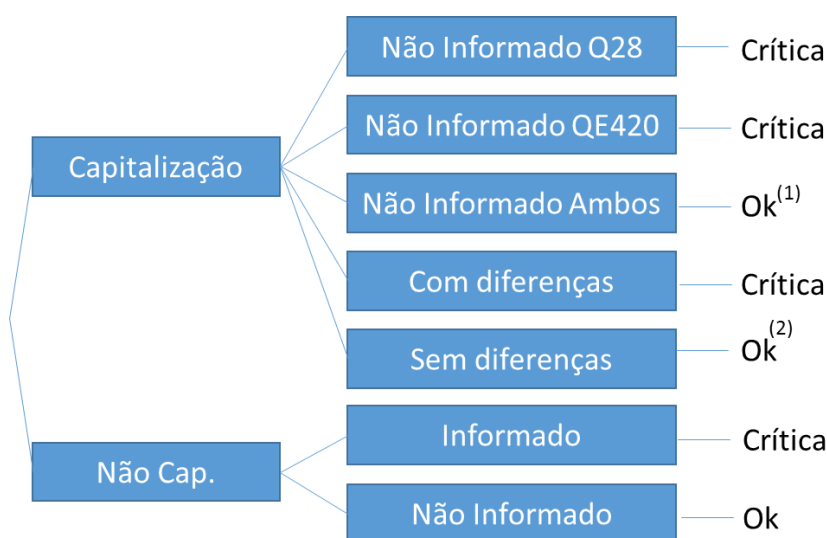 Não Informado Q28
Crítica
Não Informado QE420
Crítica
Capitalização
Não Informado Ambos
Ok(1)
Com diferenças
Crítica
Sem diferenças
Ok(2)
Informado
Crítica
Não Cap.
Não Informado
Ok